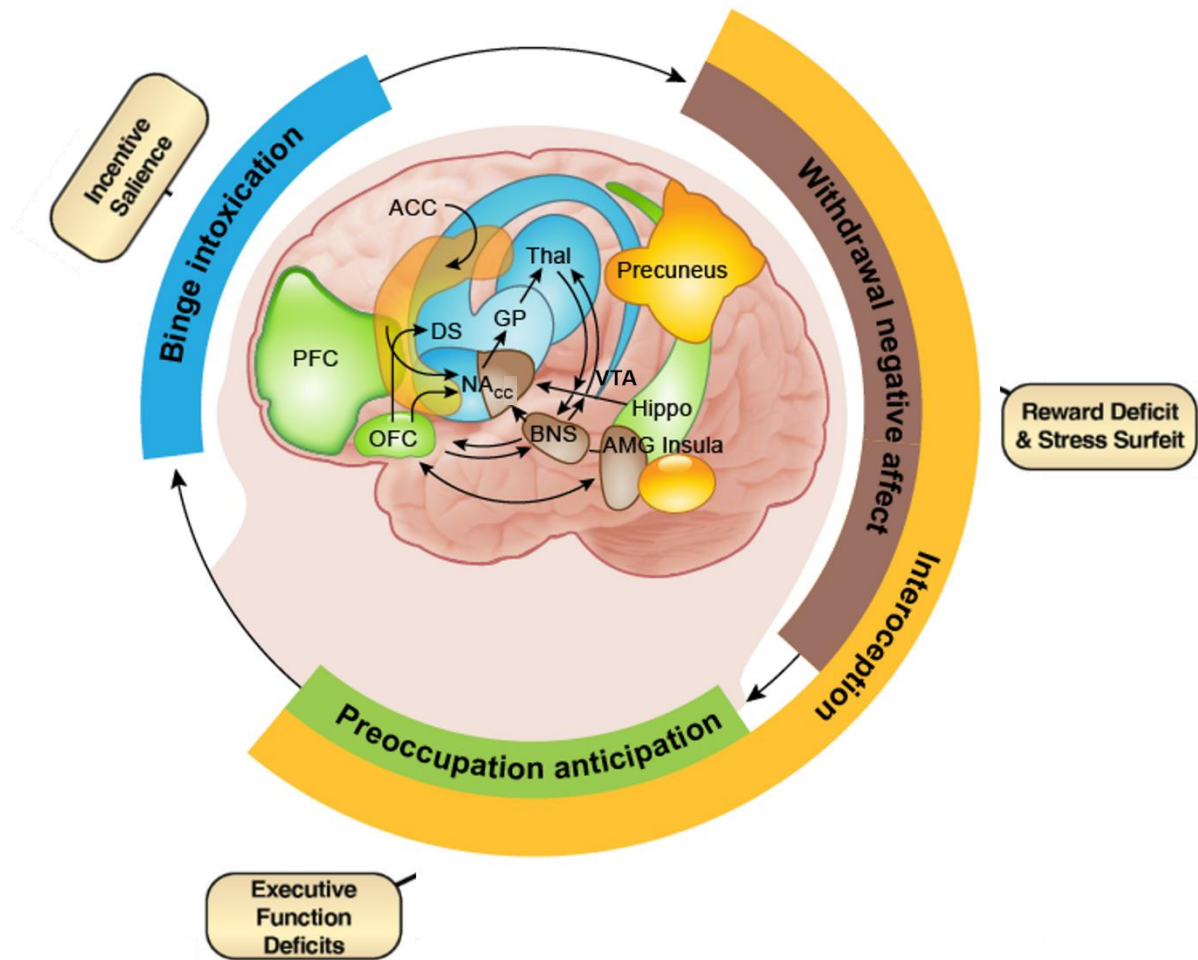 Incentive
Salience
Binge intoxication
Withdrawal negative affect
Interoception
Reward Deficit
& Stress Surfeit
Preoccupation anticipation
Executive
Function
Deficits
ACC
Thal
Precuneus
GP
DS
PFC
NAcc
VTA
Hippo
OFC
BNS
AMG Insula